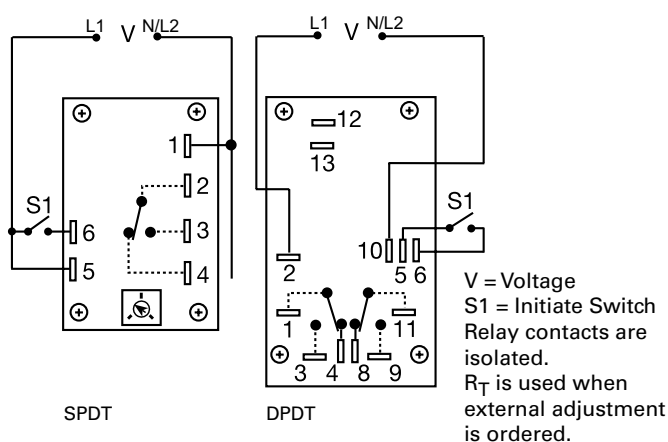 L1 V N/L2
L1 V N/L2
1
2
S1
6
3
5
4
12
13
S1
10
5 6
2
1
11
3 4 8 9
V = Voltage
S1 = Initiate Switch
Relay contacts are
isolated.
RT is used when
external adjustment
is ordered.
SPDT
DPDT